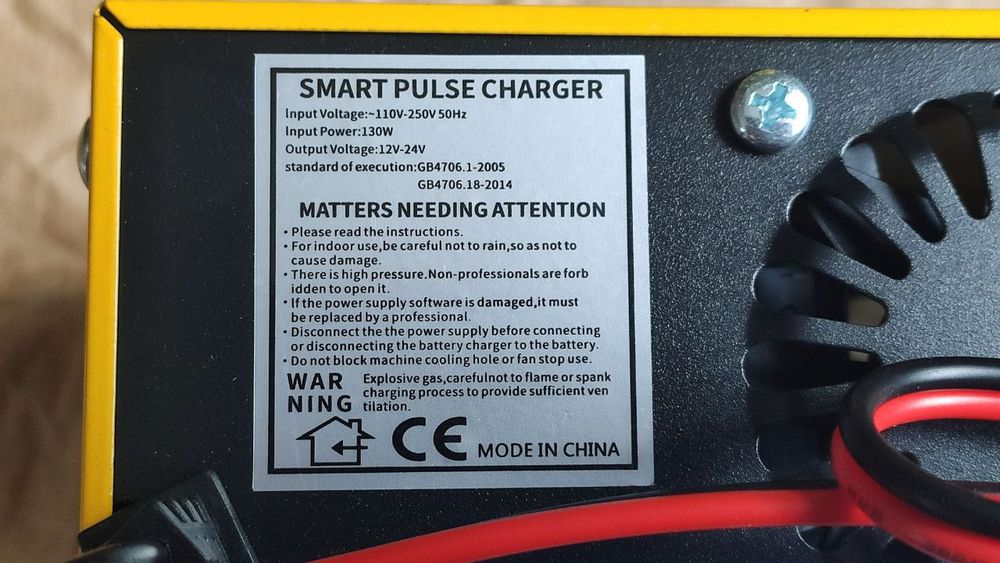 SMART PULSE CHARGER
Input Voltage:~110V-250V 50Hz
Input Power:130W
Output Voltage:12V-24V
standard of execution:GB4706.1-2005
GB4706.18-2014
MATTERS NEEDING ATTENTION
· Please read the instructions.
· For indoor use,be careful not to rain,so as not to
cause damage.
· There is high pressure.Non-professionals are forb
idden to open it.
· If the power supply software is damaged,it must
be replaced by a professional.
· Disconnect the the power supply before connecting
or disconnecting the battery charger to the battery.
· Do not block machine cooling hole or fan stop use.
WAR
NING
Explosive gas,carefulnot to flame or spank
charging process to provide sufficient ven
tilation.
CE
MODE IN CHINA